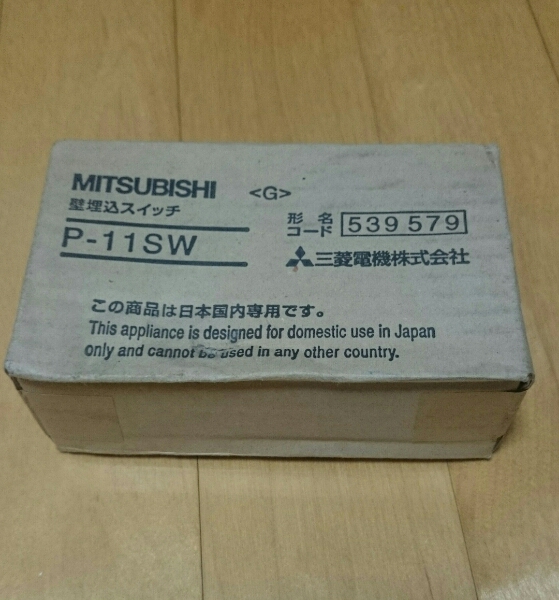 MITSUBISHI <G>
壁埋込スイッチ
P-11SW
形名
コード 539 579
三菱電機株式会社
この商品は日本国内専用です。
This appliance is designed for domestic use in Japan
only and cannot be used in any other country.